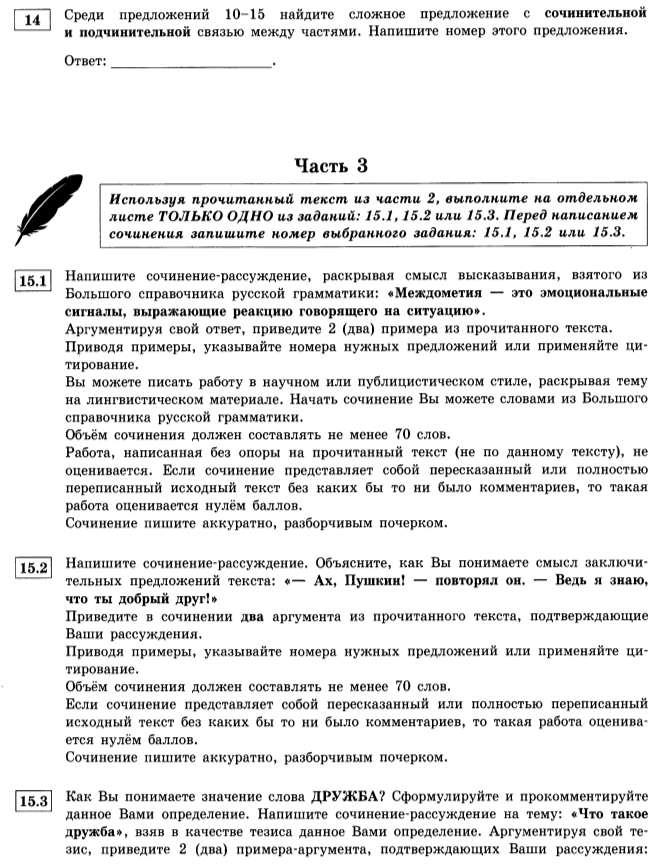 14 Среди предложений 10–15 найдите сложное предложение с сочинительной
и подчинительной связью между частями. Напишите номер этого предложения.
Ответ: ____________________.
Часть 3
Используя прочитанный текст из части 2, выполните на отдельном
листе ТОЛЬКО ОДНО из заданий: 15.1, 15.2 или 15.3. Перед написанием
сочинения запишите номер выбранного задания: 15.1, 15.2 или 15.3.
15.1 Напишите сочинение-рассуждение, раскрывая смысл высказывания, взятого из
Большого справочника русской грамматики: «Междометия — это эмоциональные
сигналы, выражающие реакцию говорящего на ситуацию».
Аргументируя свой ответ, приведите 2 (два) примера из прочитанного текста.
Приводя примеры, указывайте номера нужных предложений или применяйте ци-
тирование.
Вы можете писать работу в научном или публицистическом стиле, раскрывая тему
на лингвистическом материале. Начать сочинение Вы можете словами из Большого
справочника русской грамматики.
Объём сочинения должен составлять не менее 70 слов.
Работа, написанная без опоры на прочитанный текст (не по данному тексту), не
оценивается. Если сочинение представляет собой пересказанный или полностью
переписанный исходный текст без каких бы то ни было комментариев, то такая
работа оценивается нулём баллов.
Сочинение пишите аккуратно, разборчивым почерком.
15.2 Напишите сочинение-рассуждение. Объясните, как Вы понимаете смысл заключи-
тельных предложений текста: «— Ах, Пушкин! — повторял он. — Ведь я знаю,
что ты добрый друг!»
Приведите в сочинении два аргумента из прочитанного текста, подтверждающие
Ваши рассуждения.
Приводя примеры, указывайте номера нужных предложений или применяйте ци-
тирование.
Объём сочинения должен составлять не менее 70 слов.
Если сочинение представляет собой пересказанный или полностью переписанный
исходный текст без каких бы то ни было комментариев, то такая работа оценива-
ется нулём баллов.
Сочинение пишите аккуратно, разборчивым почерком.
15.3 Как Вы понимаете значение слова ДРУЖБА? Сформулируйте и прокомментируйте
данное Вами определение. Напишите сочинение-рассуждение на тему: «Что такое
дружба», взяв в качестве тезиса данное Вами определение. Аргументируя свой те-
зис, приведите 2 (два) примера-аргумента, подтверждающих Ваши рассуждения: